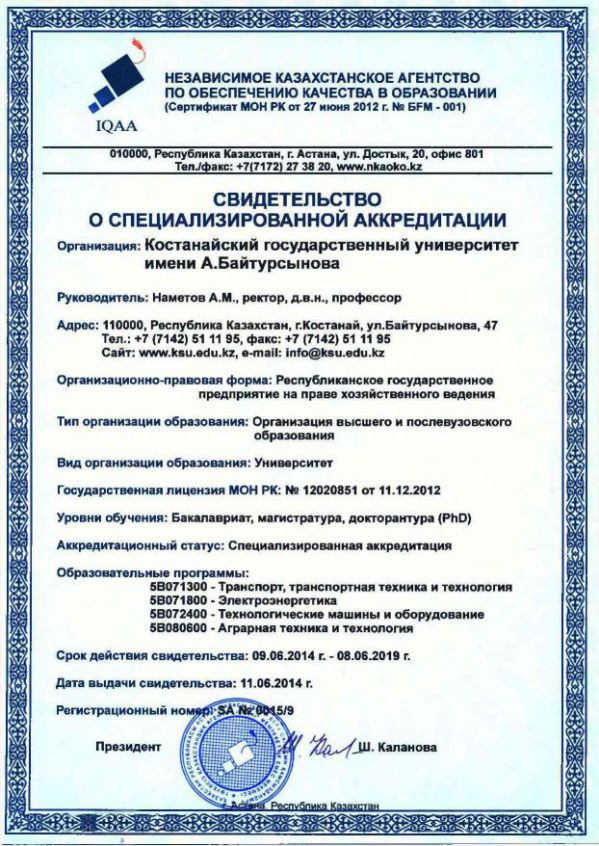 IQAA
НЕЗАВИСИМОЕ КАЗАХСТАНСКОЕ АГЕНТСТВО
ПО ОБЕСПЕЧЕНИЮ КАЧЕСТВА В ОБРАЗОВАНИИ
(Сертификат МОН РК от 27 июня 2012 г. № БFM - 001)
010000, Республика Казахстан, г. Астана, ул. Достык, 20, офис 801
Тел./факс: +7(7172) 27 38 20, www.nkaoko.kz
СВИДЕТЕЛЬСТВО
О СПЕЦИАЛИЗИРОВАННОЙ АККРЕДИТАЦИИ
Организация: Костанайский государственный университет
имени А.Байтурсынова
Руководитель: Наметов А.М., ректор, д.в.н., профессор
Адрес: 110000, Республика Казахстан, г.Костанай, ул.Байтурсынова, 47
Тел.: +7 (7142) 51 11 95, факс: +7 (7142) 51 11 95
Сайт: www.ksu.edu.kz, e-mail: info@ksu.edu.kz
Организационно-правовая форма: Республиканское государственное
предприятие на праве хозяйственного ведения
Тип организации образования: Организация высшего и послевузовского
образования
Вид организации образования: Университет
Государственная лицензия МОН РК: № 12020851 от 11.12.2012
Уровни обучения: Бакалавриат, магистратура, докторантура (PhD)
Аккредитационный статус: Специализированная аккредитация
Образовательные программы:
5В071300 - Транспорт, транспортная техника и технология
5В071800 - Электроэнергетика
5В072400 - Технологические машины и оборудование
5В080600 - Аграрная техника и технология
Срок действия свидетельства: 09.06.2014 г. - 08.06.2019 г.
Дата выдачи свидетельства: 11.06.2014 г.
Регистрационный номер: SA № 0015/9
Президент Ш. Каланова
г.Астана, Республика Казахстан